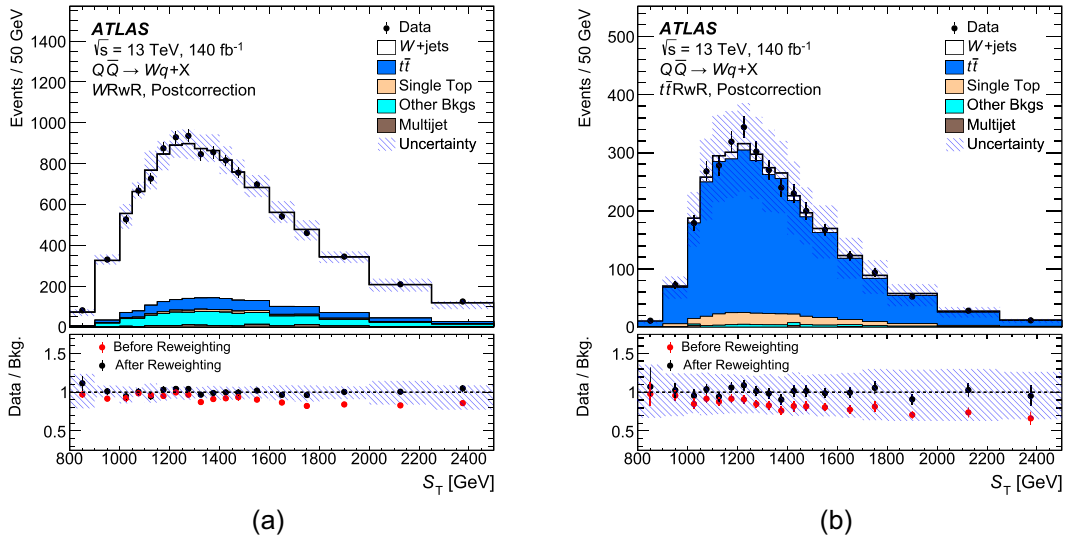 Events / 50 GeV
1400
1200
1000
800
600
400
200
0
ATLAS
√s = 13 TeV, 140 fb⁻¹
QQ̅ → Wq+X
WRwR, Postcorrection
Data
W+jets
tt̅
Single Top
Other Bkgs
Multijet
Uncertainty
Data / Bkg.
1.5
1
0.5
Before Reweighting
After Reweighting
800 1000 1200 1400 1600 1800 2000 2200 2400
S_T [GeV]
(a)
Events / 50 GeV
500
400
300
200
100
0
ATLAS
√s = 13 TeV, 140 fb⁻¹
QQ̅ → Wq+X
tt̅RwR, Postcorrection
Data
W+jets
tt̅
Single Top
Other Bkgs
Multijet
Uncertainty
Data / Bkg.
1.5
1
0.5
Before Reweighting
After Reweighting
800 1000 1200 1400 1600 1800 2000 2200 2400
S_T [GeV]
(b)